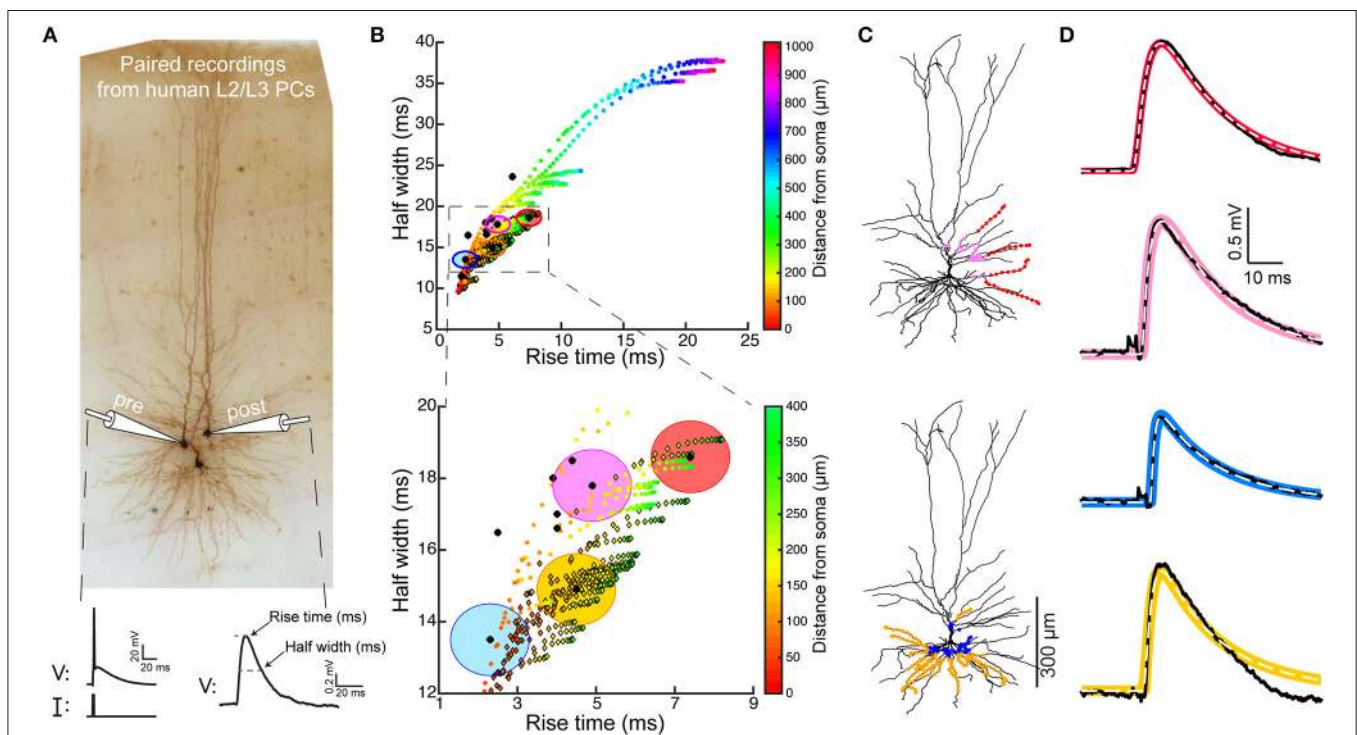 A
Paired recordings
from human L2/L3 PCs
pre
post
V:
20 mV
20 ms
I:
Rise time (ms)
Half width (ms)
V:
0.2 mV
20 ms
B
40
35
30
25
20
15
10
5
Half width (ms)
0
5
10
15
20
25
Rise time (ms)
1000
900
800
700
600
500
400
300
200
100
0
Distance from soma (µm)
20
18
16
14
12
Half width (ms)
1
3
5
7
9
Rise time (ms)
400
350
300
250
200
150
100
50
0
Distance from soma (µm)
C
300 µm
D
0.5 mV
10 ms